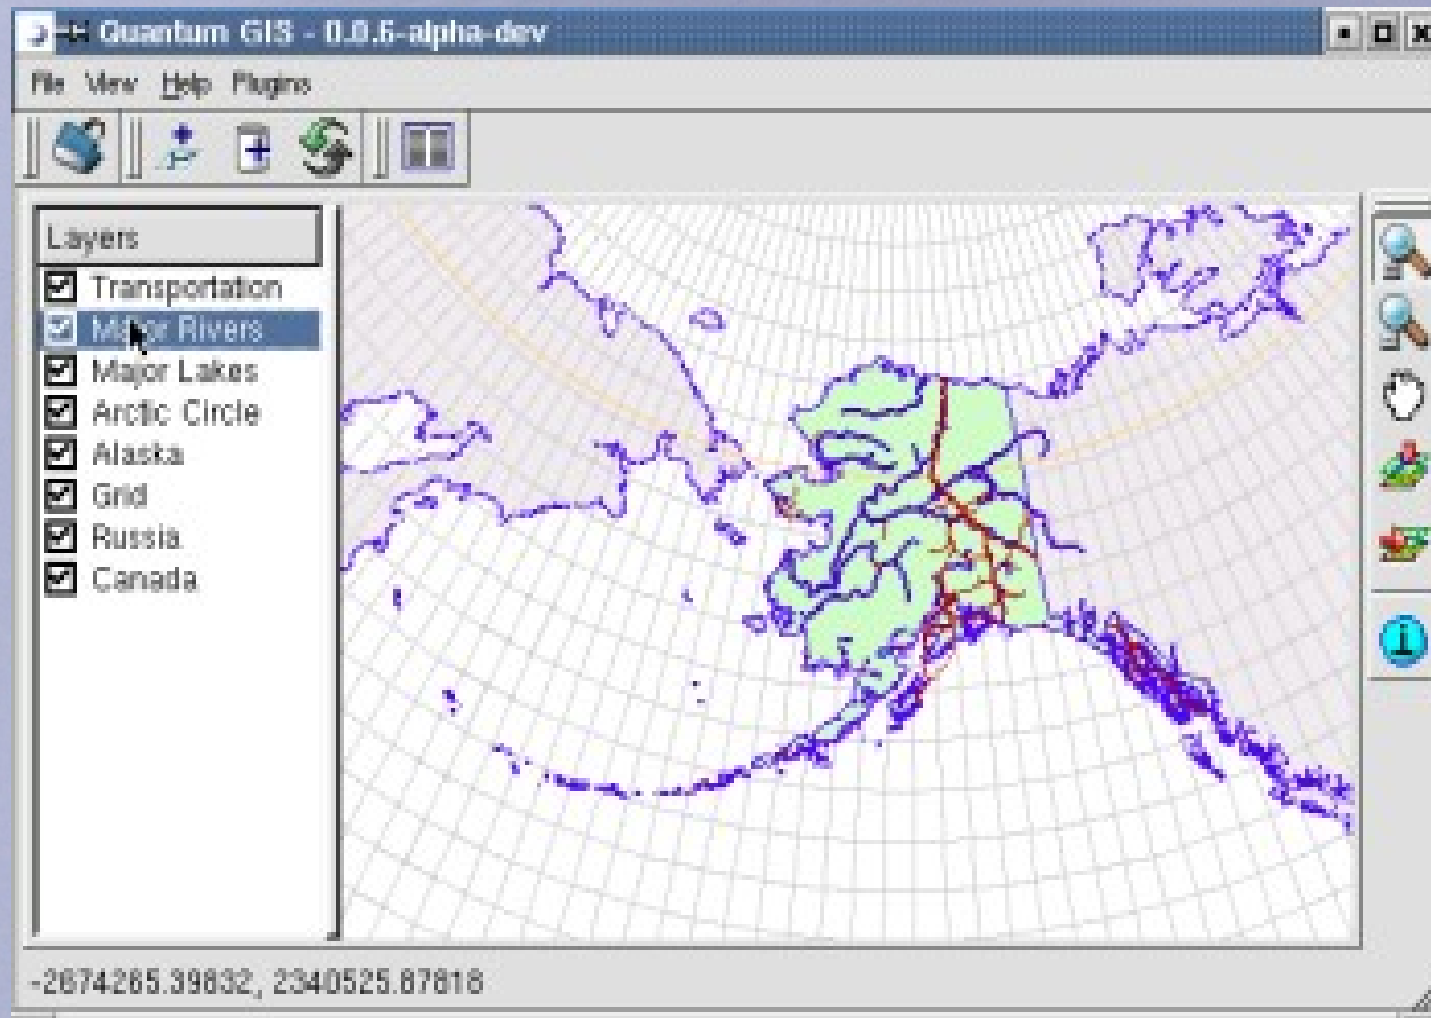 Quantum GIS - 0.0.6-alpha-dev
File View Help Plugins
Layers
Transportation
Major Rivers
Major Lakes
Arctic Circle
Alaska
Grid
Russia
Canada
-2674265.39832, 2340525.87818